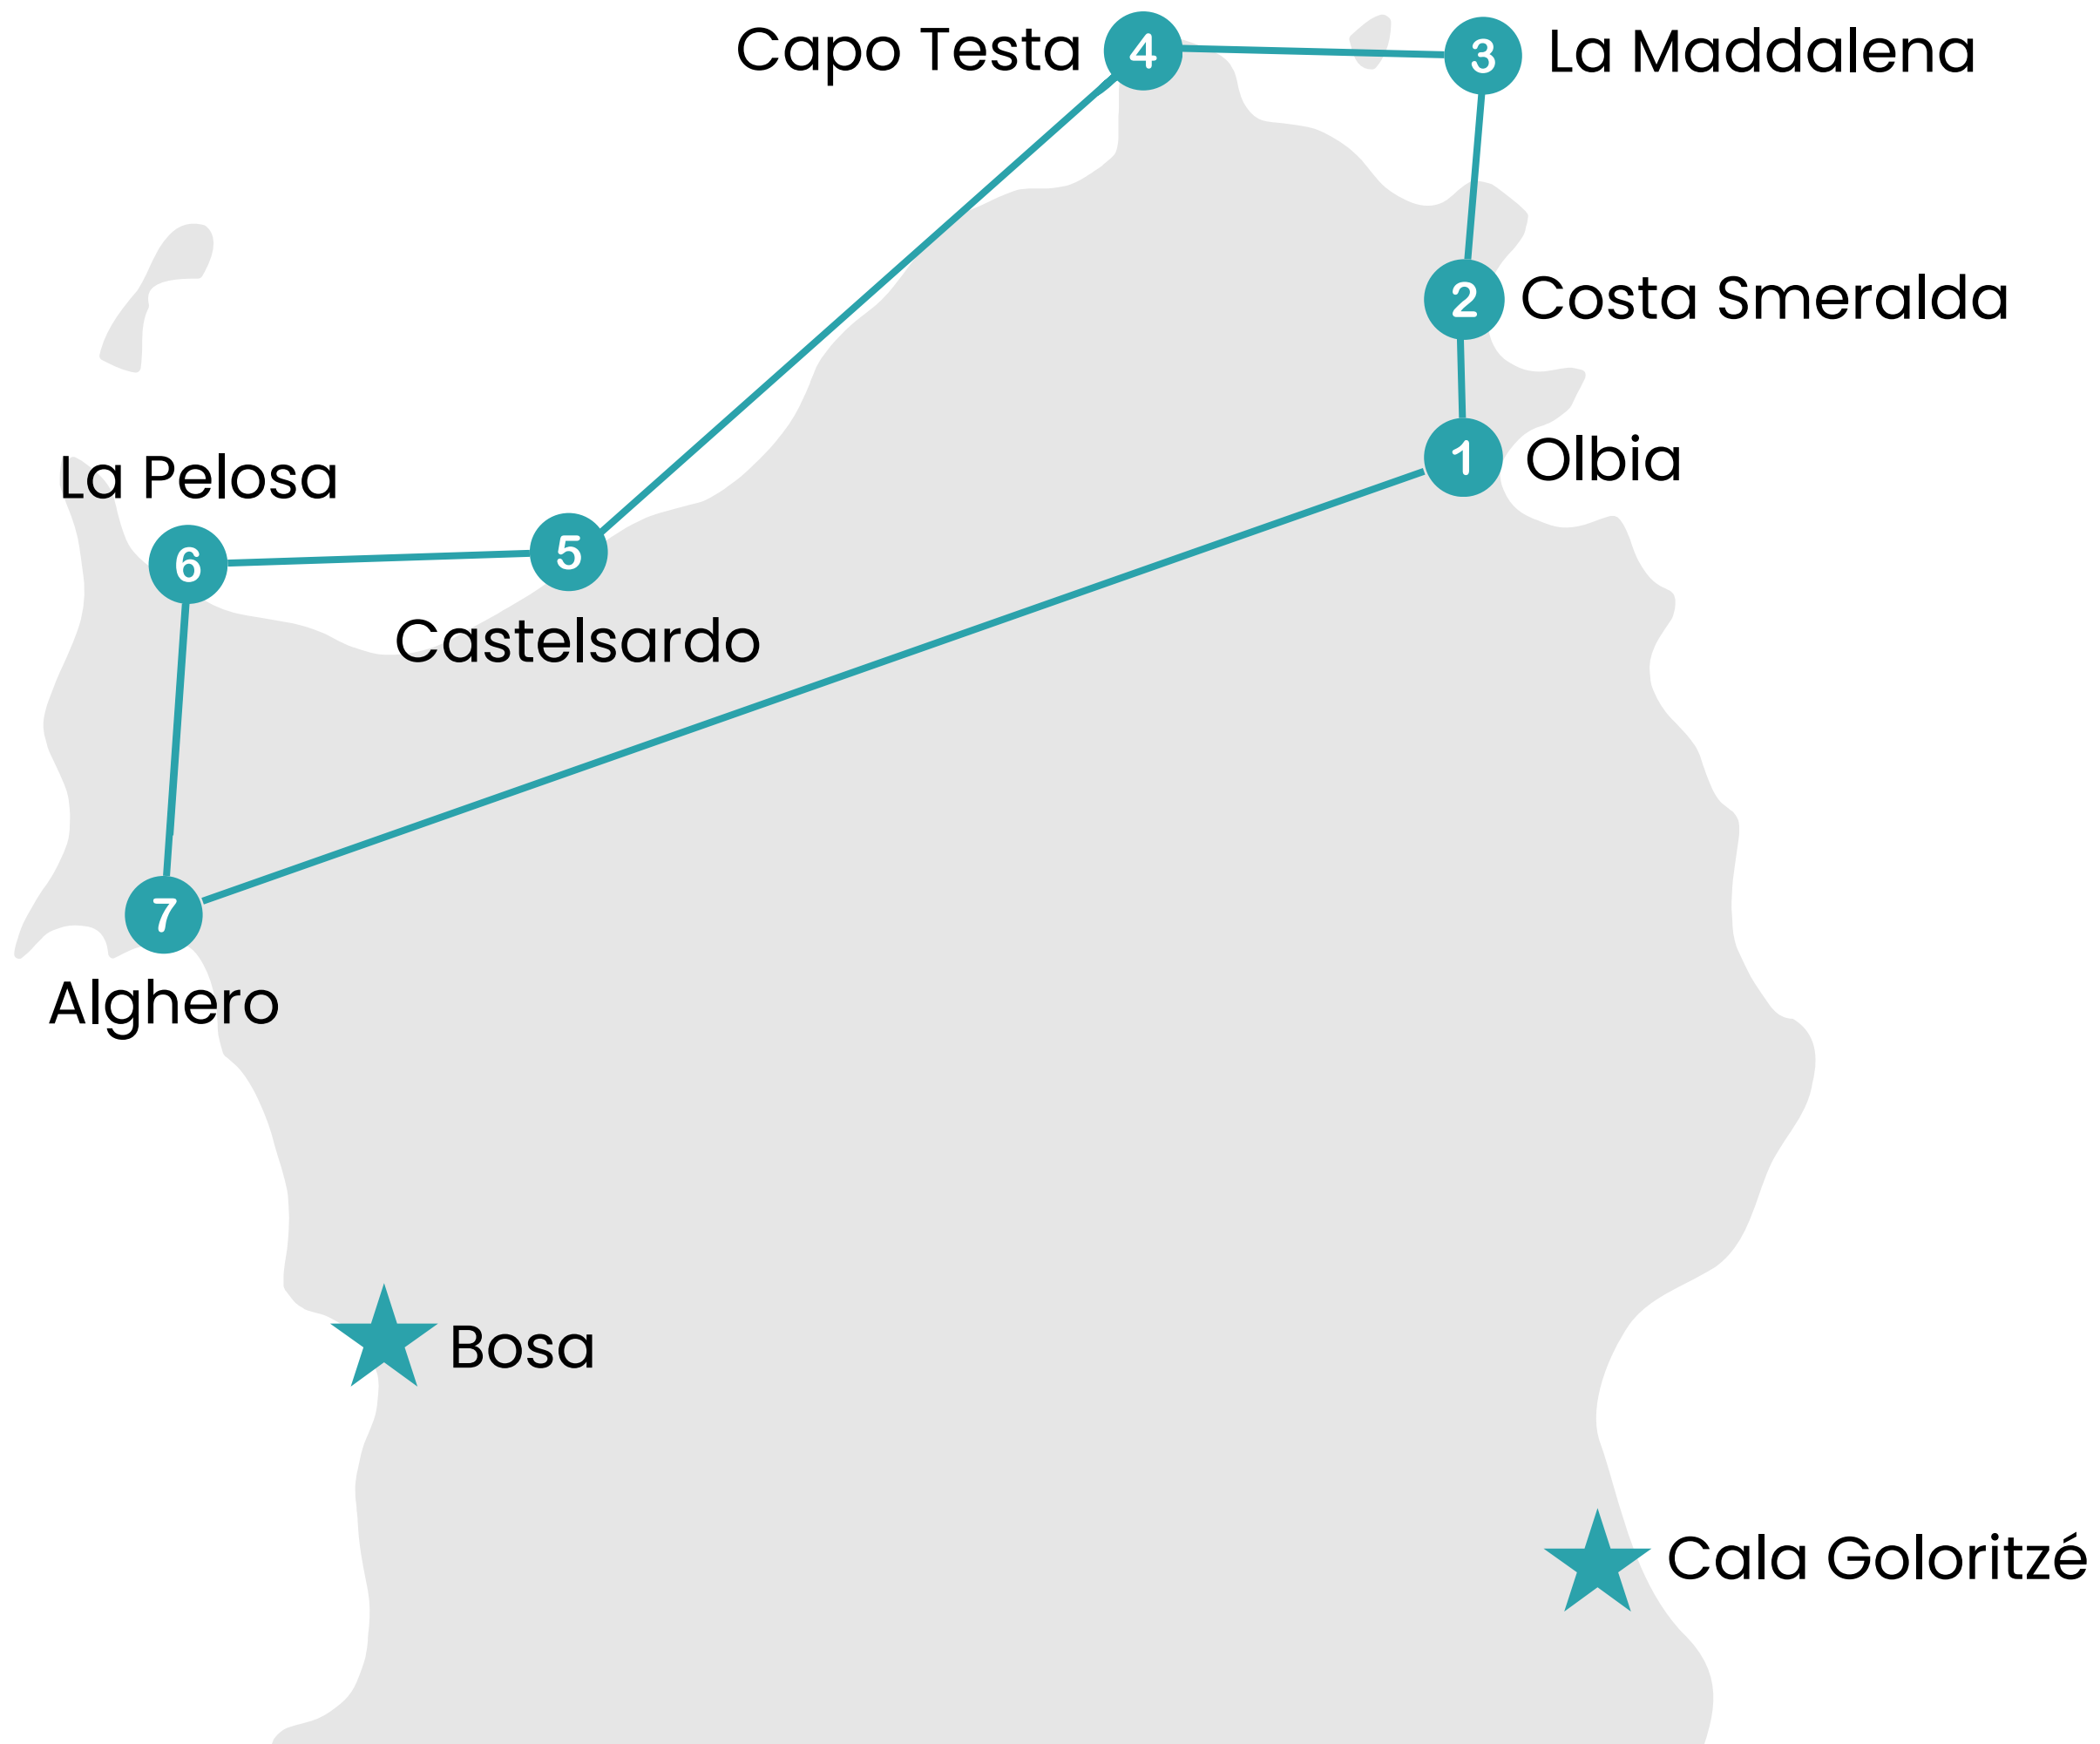 Capo Testa
4
3
La Maddalena
2
Costa Smeralda
La Pelosa
1
Olbia
6
5
Castelsardo
7
Alghero
Bosa
Cala Goloritzé